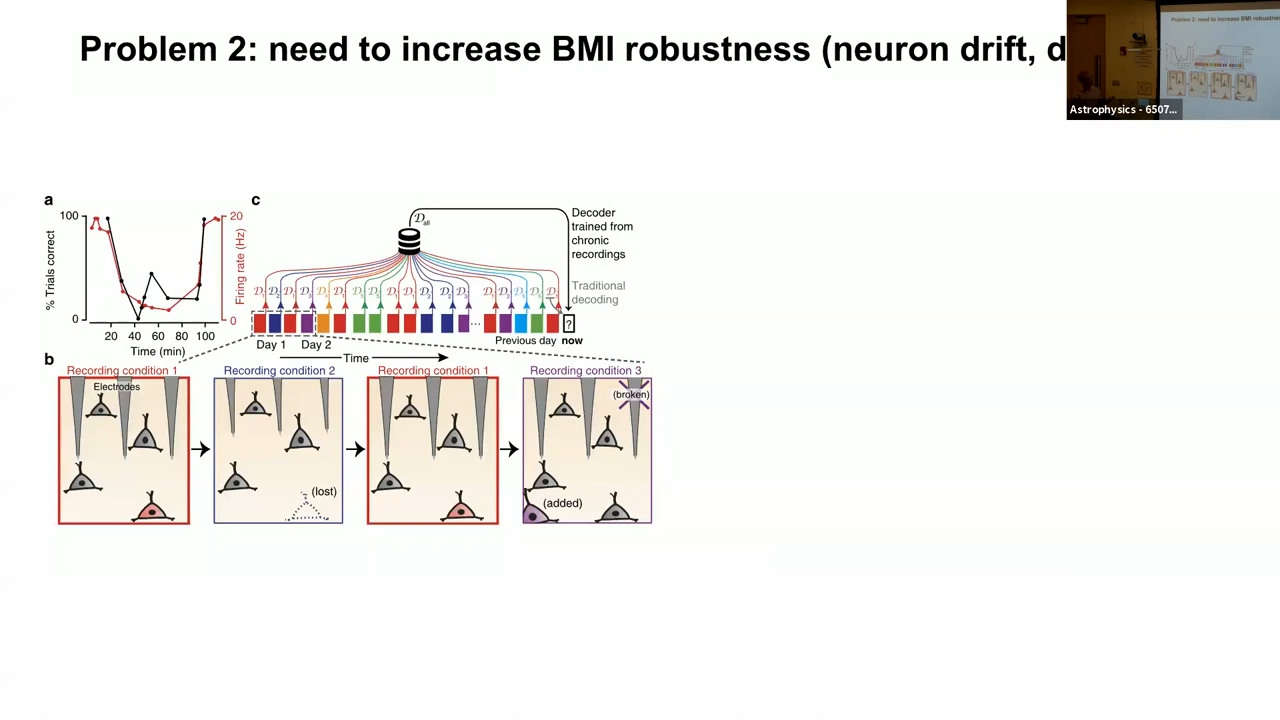 Problem 2: need to increase BMI robustness (neuron drift, d
Astrophysics - 6507...
a
100
% Trials correct
0
20
Firing rate (Hz)
0
20 40 60 80 100
Time (min)
c
𝒟all
Decoder
trained from
chronic
recordings
Traditional
decoding
...
?
Day 1 Day 2
Previous day now
Time
b
Recording condition 1
Electrodes
Recording condition 2
(lost)
Recording condition 1
Recording condition 3
(broken)
(added)